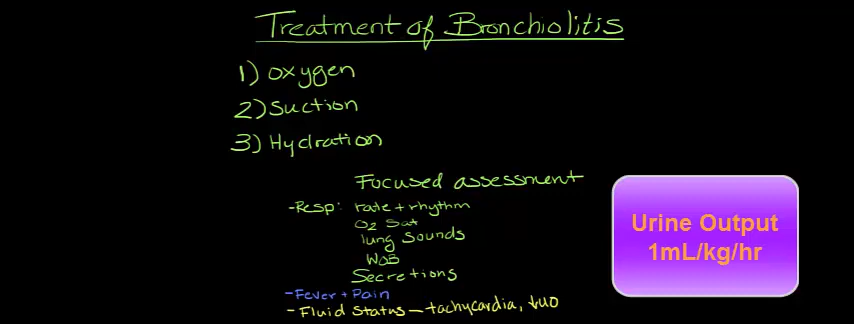 Treatment of Bronchiolitis
1) Oxygen
2) Suction
3) Hydration
Focused assessment
-Resp: rate + rhythm
O2 Sat
lung Sounds
WOB
Secretions
- Fever + Pain
- Fluid Status - tachycardia, ↓UO
Urine Output
1mL/kg/hr